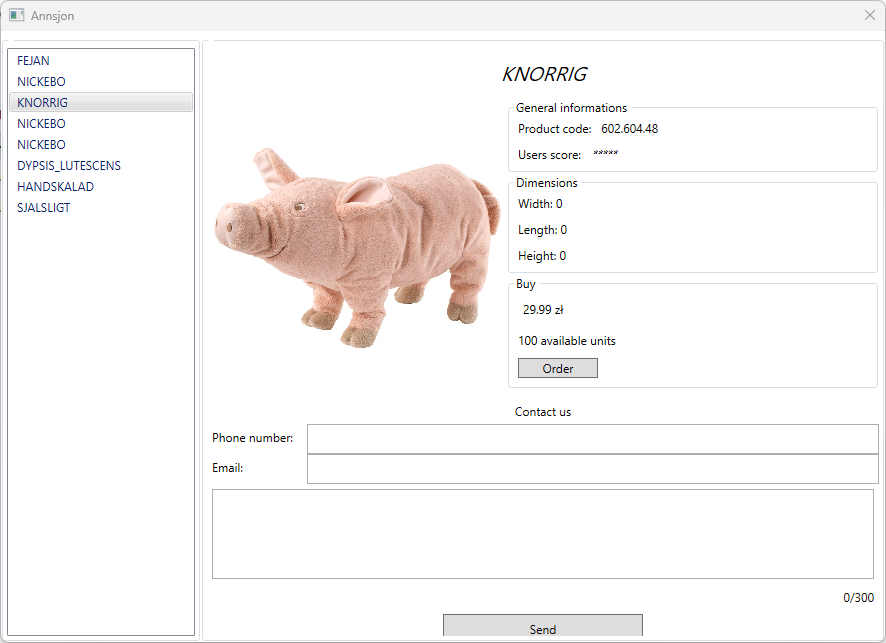 Annsjon
FEJAN
NICKEBO
KNORRIG
NICKEBO
NICKEBO
DYPSIS_LUTESCENS
HANDSKALAD
SJALSLIGT
KNORRIG
General informations
Product code: 602.604.48
Users score: *****
Dimensions
Width: 0
Length: 0
Height: 0
Buy
29.99 zł
100 available units
Order
Contact us
Phone number:
Email:
0/300
Send